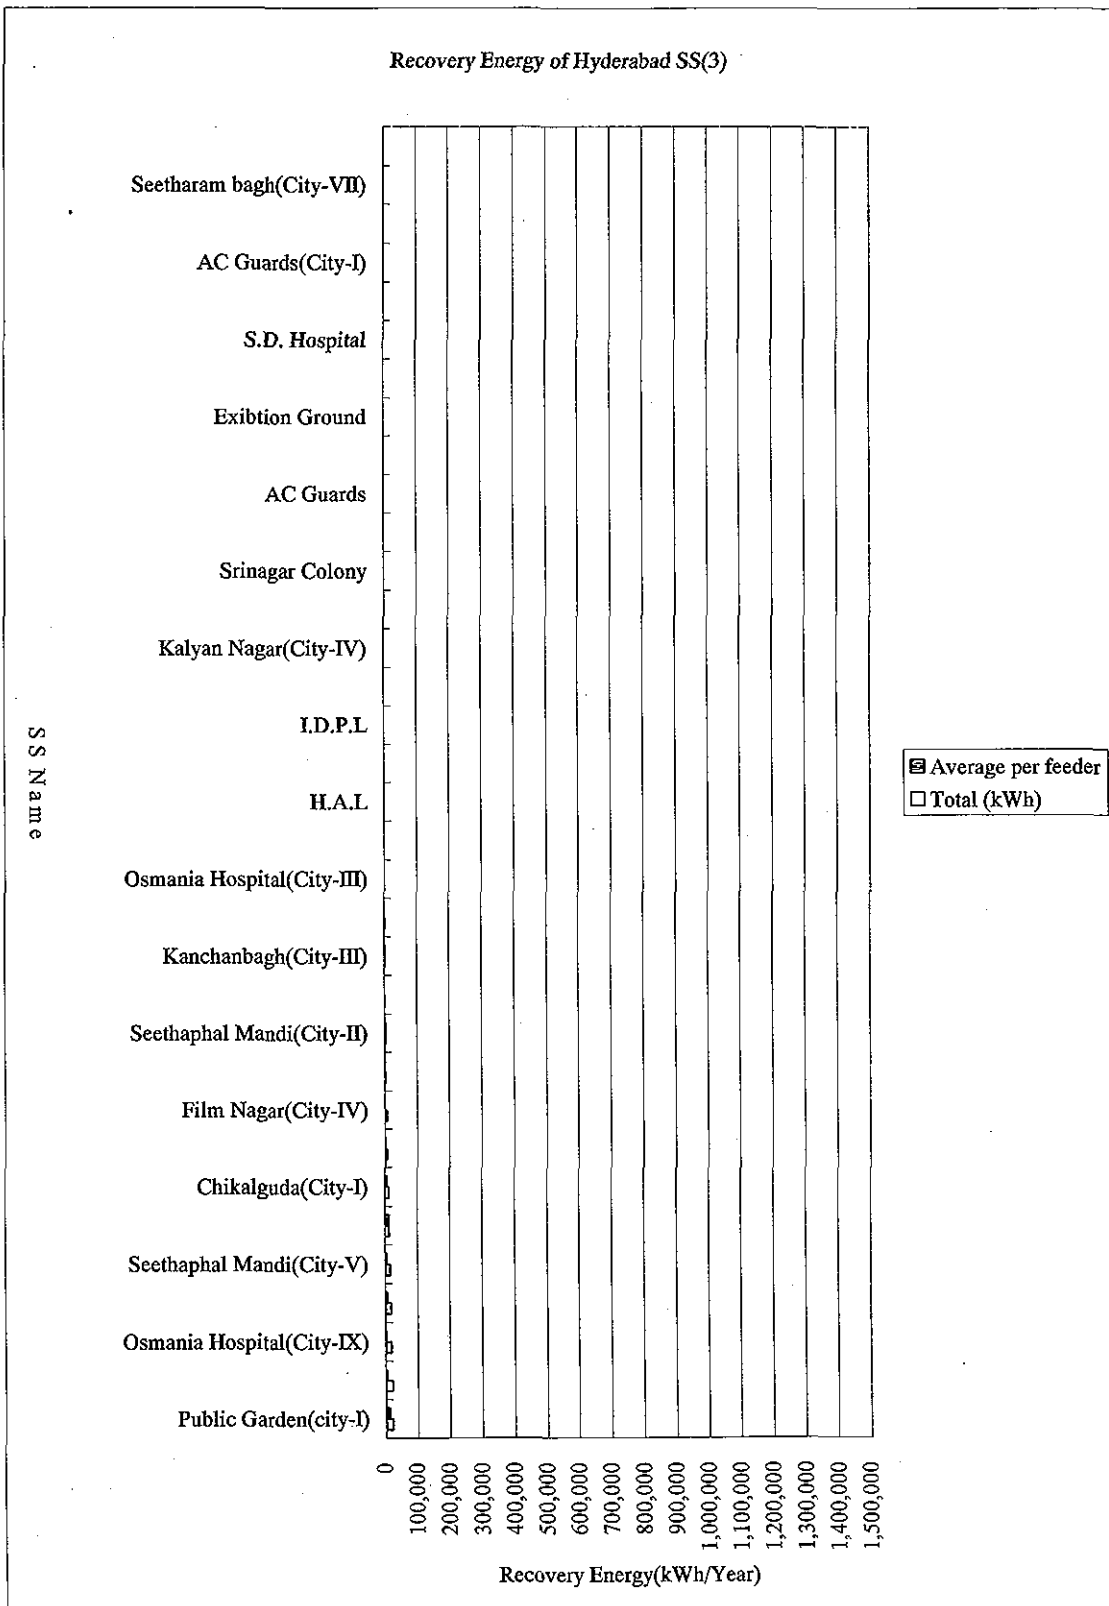 Recovery Energy of Hyderabad SS(3)
Seetharam bagh(City-VII)
AC Guards(City-I)
S.D. Hospital
Exibtion Ground
AC Guards
Srinagar Colony
Kalyan Nagar(City-IV)
I.D.P.L
H.A.L
Osmania Hospital(City-III)
Kanchanbagh(City-III)
Seethaphal Mandi(City-II)
Film Nagar(City-IV)
Chikalguda(City-I)
Seethaphal Mandi(City-V)
Osmania Hospital(City-IX)
Public Garden(city-I)
SS Name
Average per feeder
Total (kWh)
0
100,000
200,000
300,000
400,000
500,000
600,000
700,000
800,000
900,000
1,000,000
1,100,000
1,200,000
1,300,000
1,400,000
1,500,000
Recovery Energy(kWh/Year)